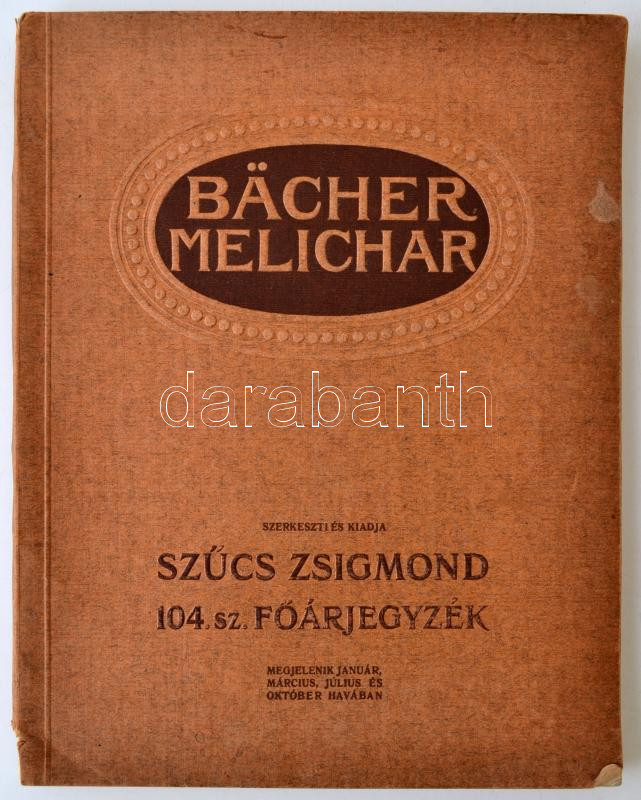 BÄCHER
MELICHAR
darabanth
SZERKESZTI ÉS KIADJA
SZŰCS ZSIGMOND
104. SZ. FŐÁRJEGYZÉK
MEGJELENIK JANUÁR,
MÁRCIUS, JÚLIUS ÉS
OKTÓBER HAVÁBAN